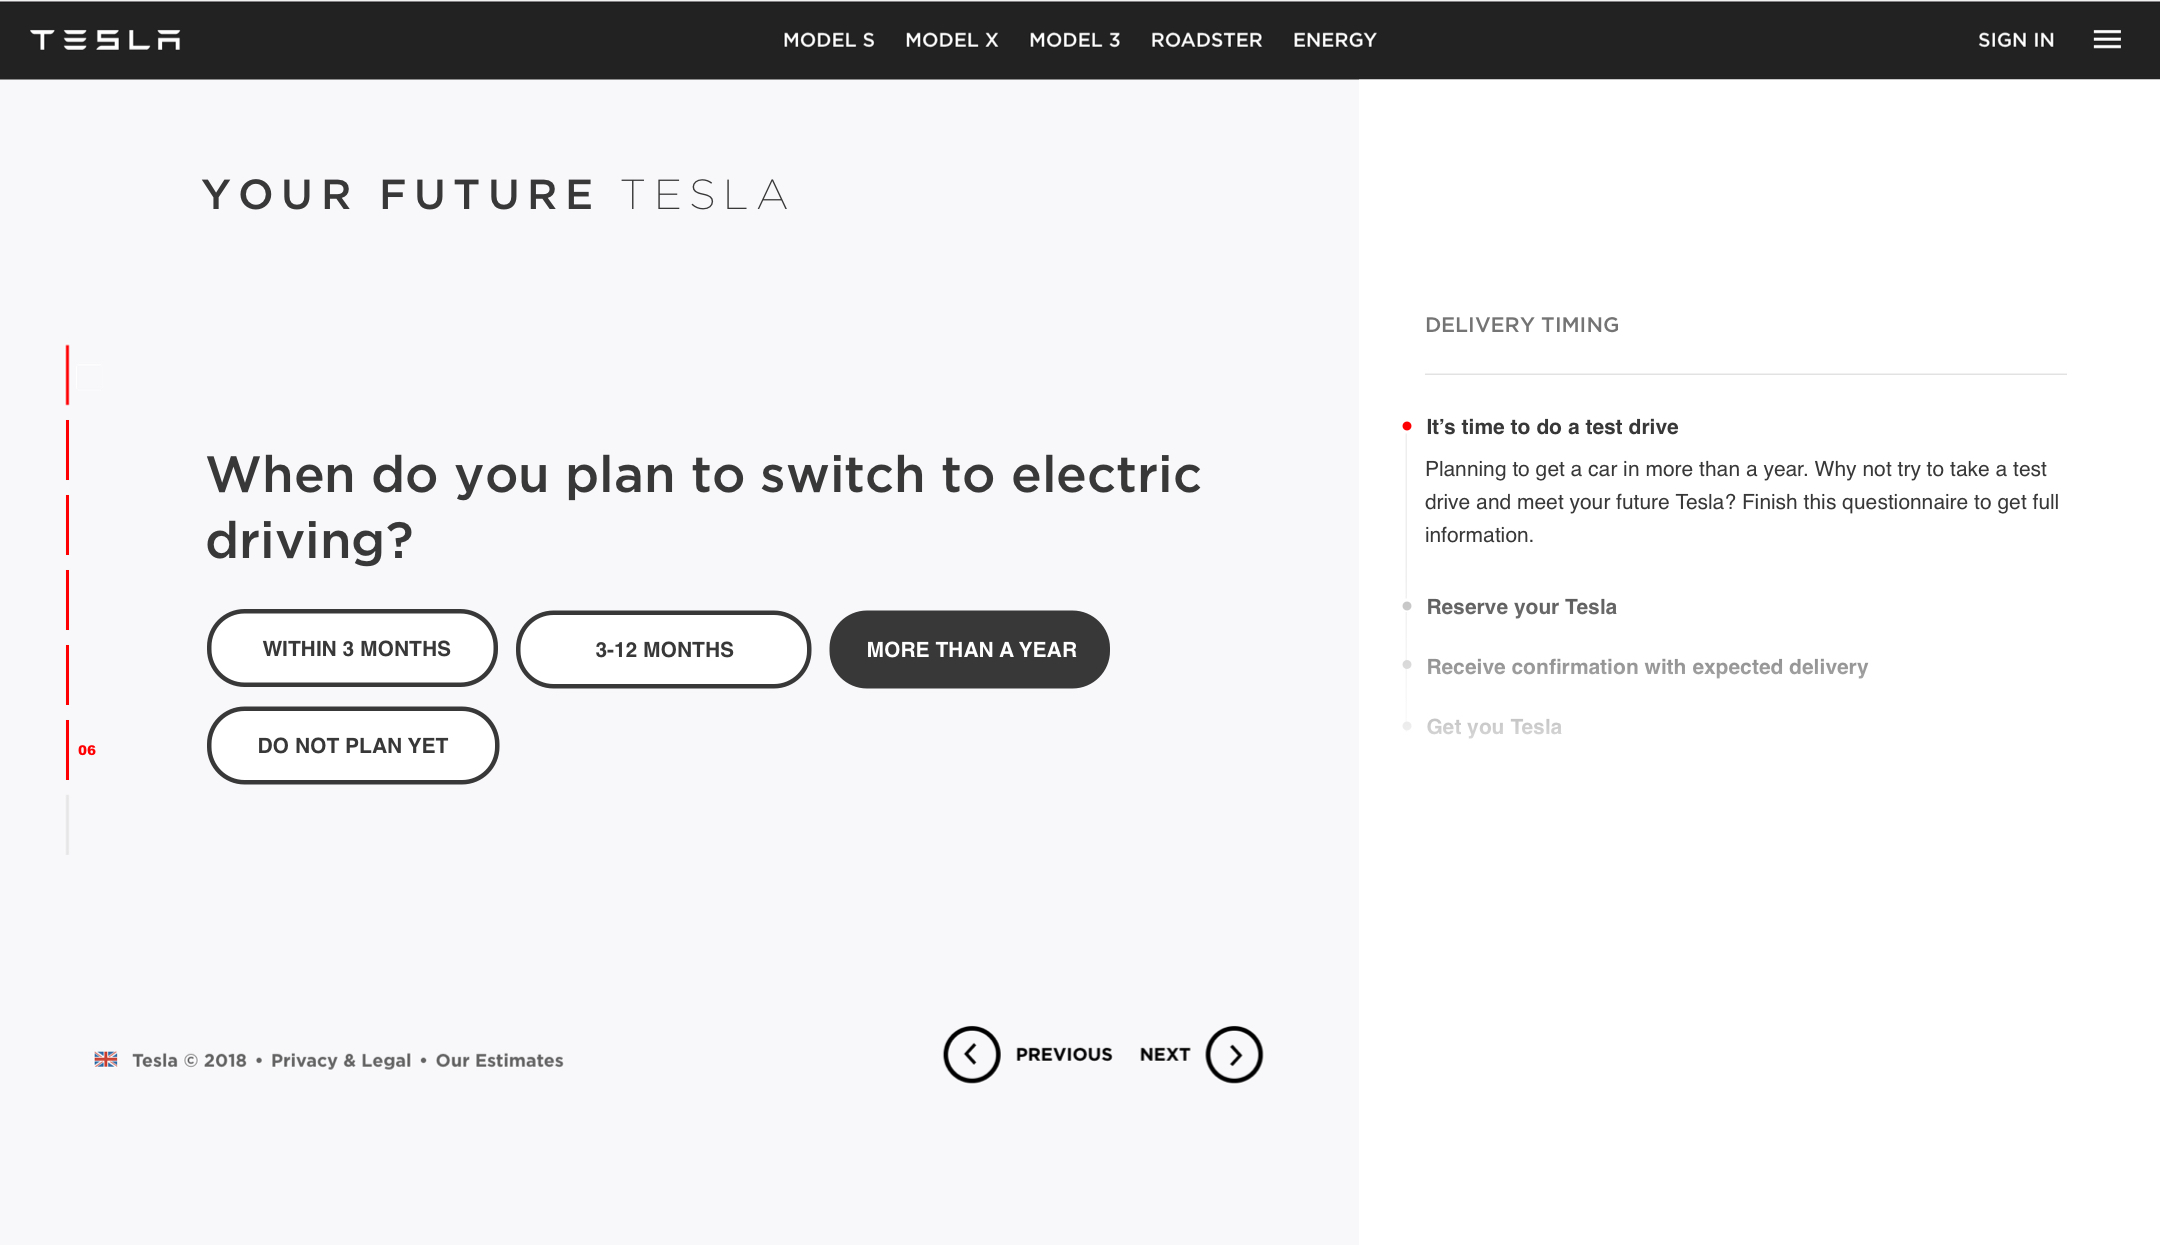 TESLA
MODEL S MODEL X MODEL 3 ROADSTER ENERGY
SIGN IN
YOUR FUTURE TESLA
When do you plan to switch to electric
driving?
WITHIN 3 MONTHS
3-12 MONTHS
MORE THAN A YEAR
DO NOT PLAN YET
06
DELIVERY TIMING
It’s time to do a test drive
Planning to get a car in more than a year. Why not try to take a test
drive and meet your future Tesla? Finish this questionnaire to get full
information.
Reserve your Tesla
Receive confirmation with expected delivery
Get you Tesla
Tesla © 2018 • Privacy & Legal • Our Estimates
PREVIOUS
NEXT